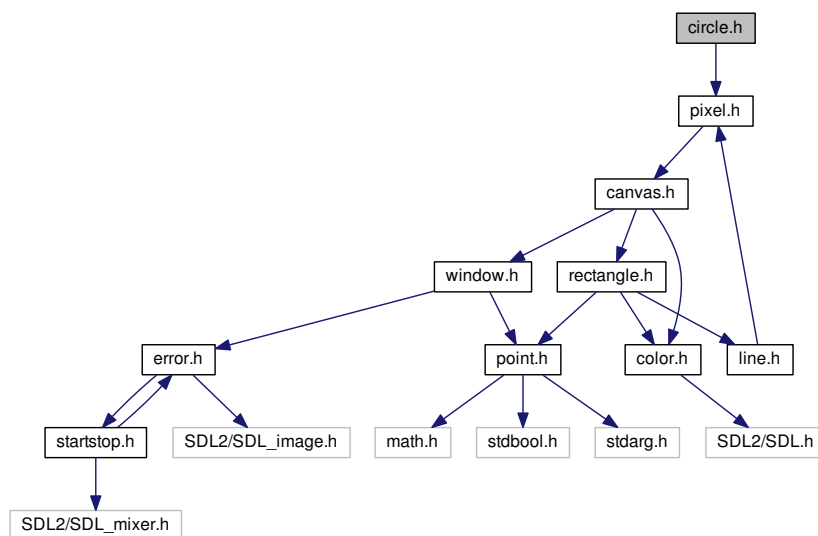 circle.h
pixel.h
canvas.h
window.h
rectangle.h
error.h
point.h
color.h
line.h
startstop.h
SDL2/SDL_image.h
math.h
stdbool.h
stdarg.h
SDL2/SDL.h
SDL2/SDL_mixer.h